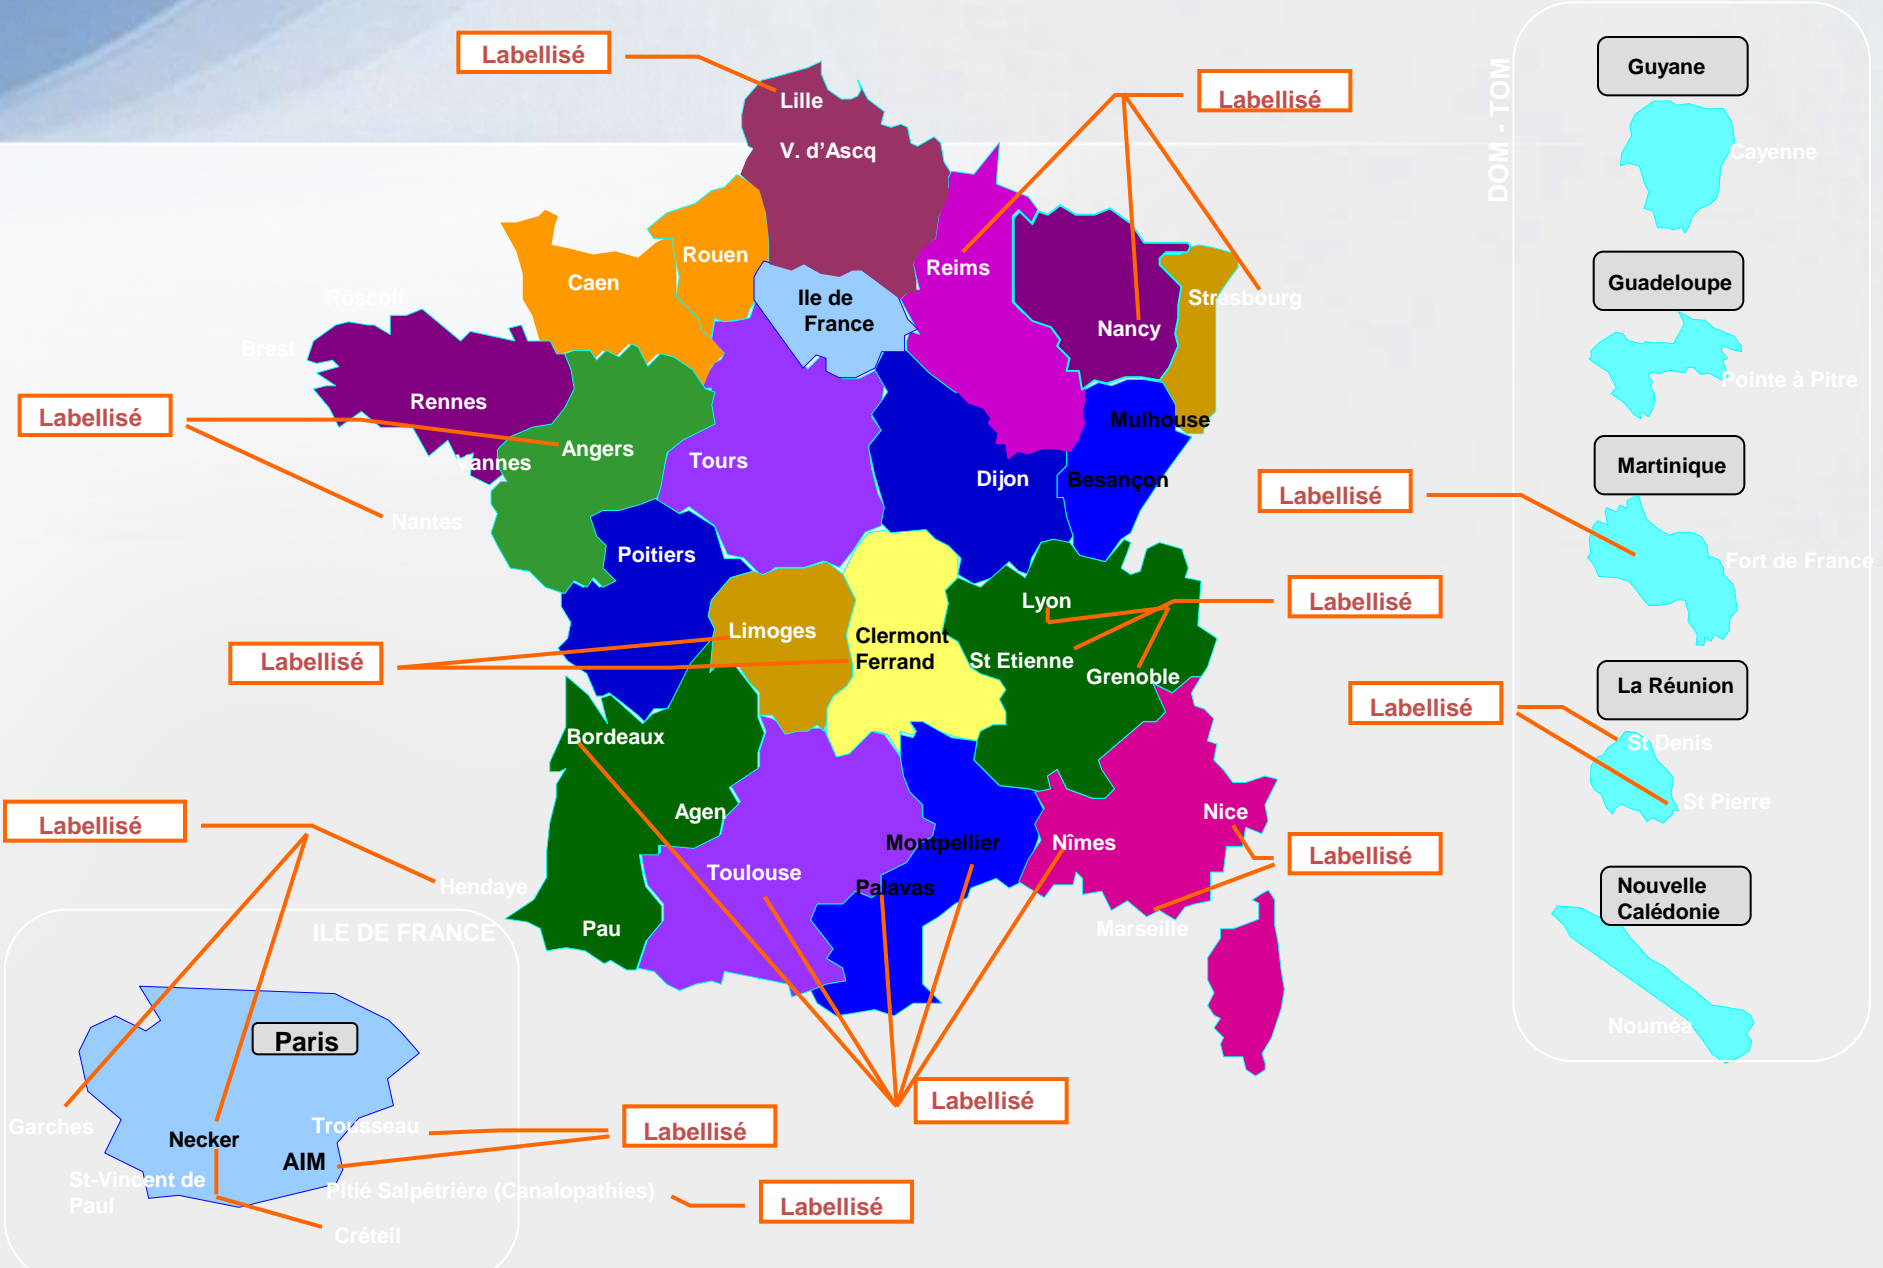 Labellisé
Lille
V. d'Ascq
Labellisé
DOM - TOM
Guyane
Cayenne
Rouen
Caen
Reims
Ile de
France
Roscoff
Brest
Strasbourg
Nancy
Guadeloupe
Pointe à Pitre
Labellisé
Rennes
Vannes
Angers
Nantes
Tours
Mulhouse
Dijon
Besançon
Labellisé
Martinique
Fort de France
Poitiers
Lyon
Labellisé
Labellisé
Limoges
Clermont
Ferrand
St Etienne
Grenoble
Labellisé
La Réunion
St Denis
St Pierre
Bordeaux
Agen
Nice
Labellisé
Montpellier
Nîmes
Labellisé
Toulouse
Palavas
Hendaye
Pau
Marseille
Nouvelle
Calédonie
Nouméa
ILE DE FRANCE
Paris
Garches
Necker
Trousseau
AIM
Labellisé
Labellisé
St-Vincent de
Paul
Pitié Salpêtrière (Canalopathies)
Labellisé
Créteil